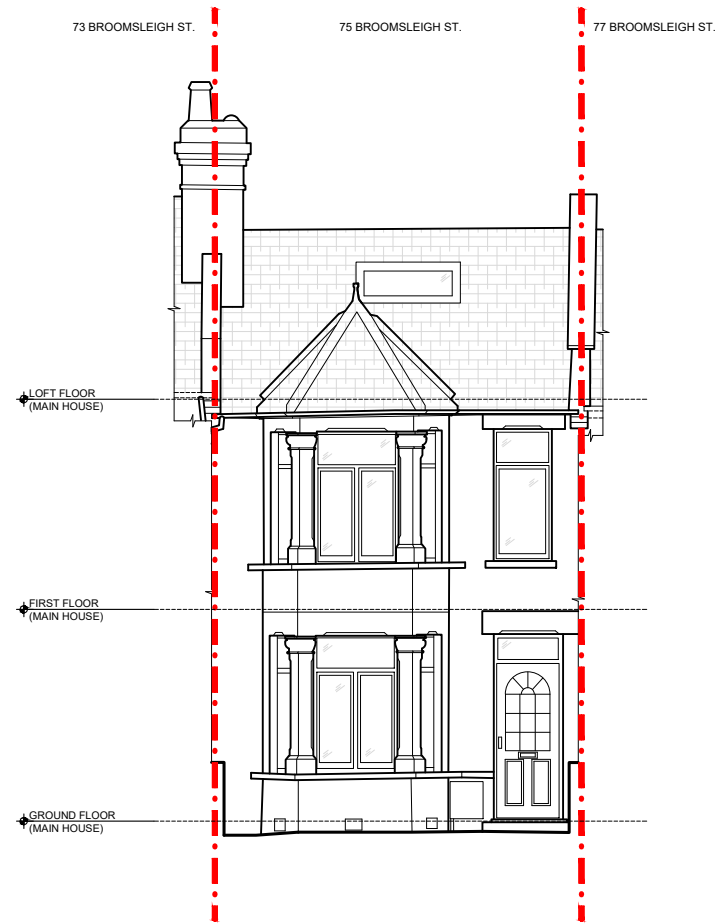 73 BROOMSLEIGH ST.
75 BROOMSLEIGH ST.
77 BROOMSLEIGH ST.
LOFT FLOOR
(MAIN HOUSE)
FIRST FLOOR
(MAIN HOUSE)
GROUND FLOOR
(MAIN HOUSE)